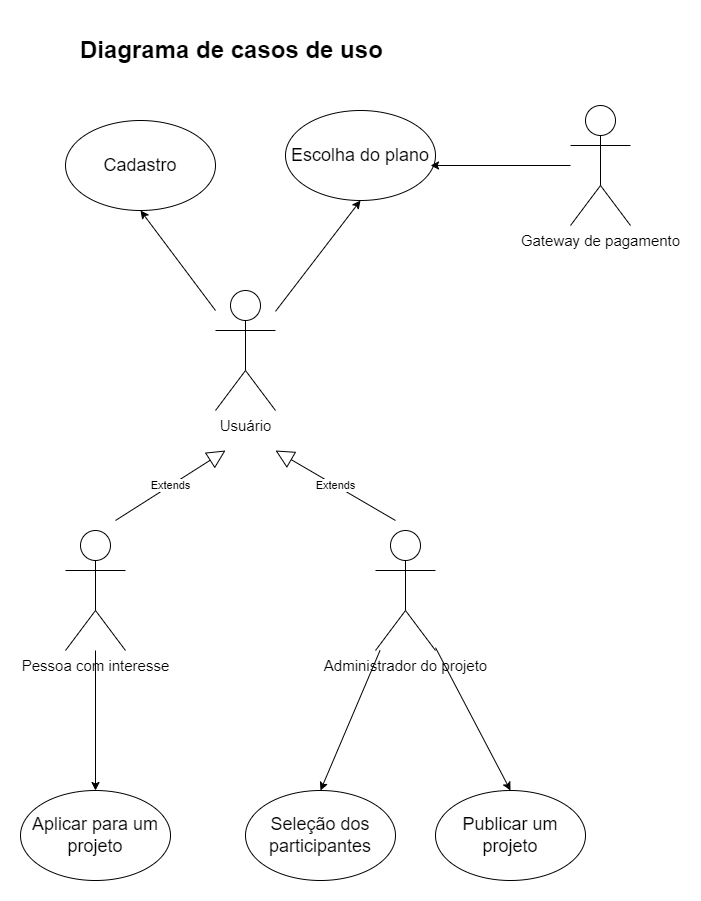 Diagrama de casos de uso
Cadastro
Escolha do plano
Gateway de pagamento
Usuário
Extends
Extends
Pessoa com interesse
Administrador do projeto
Aplicar para um
projeto
Seleção dos
participantes
Publicar um
projeto